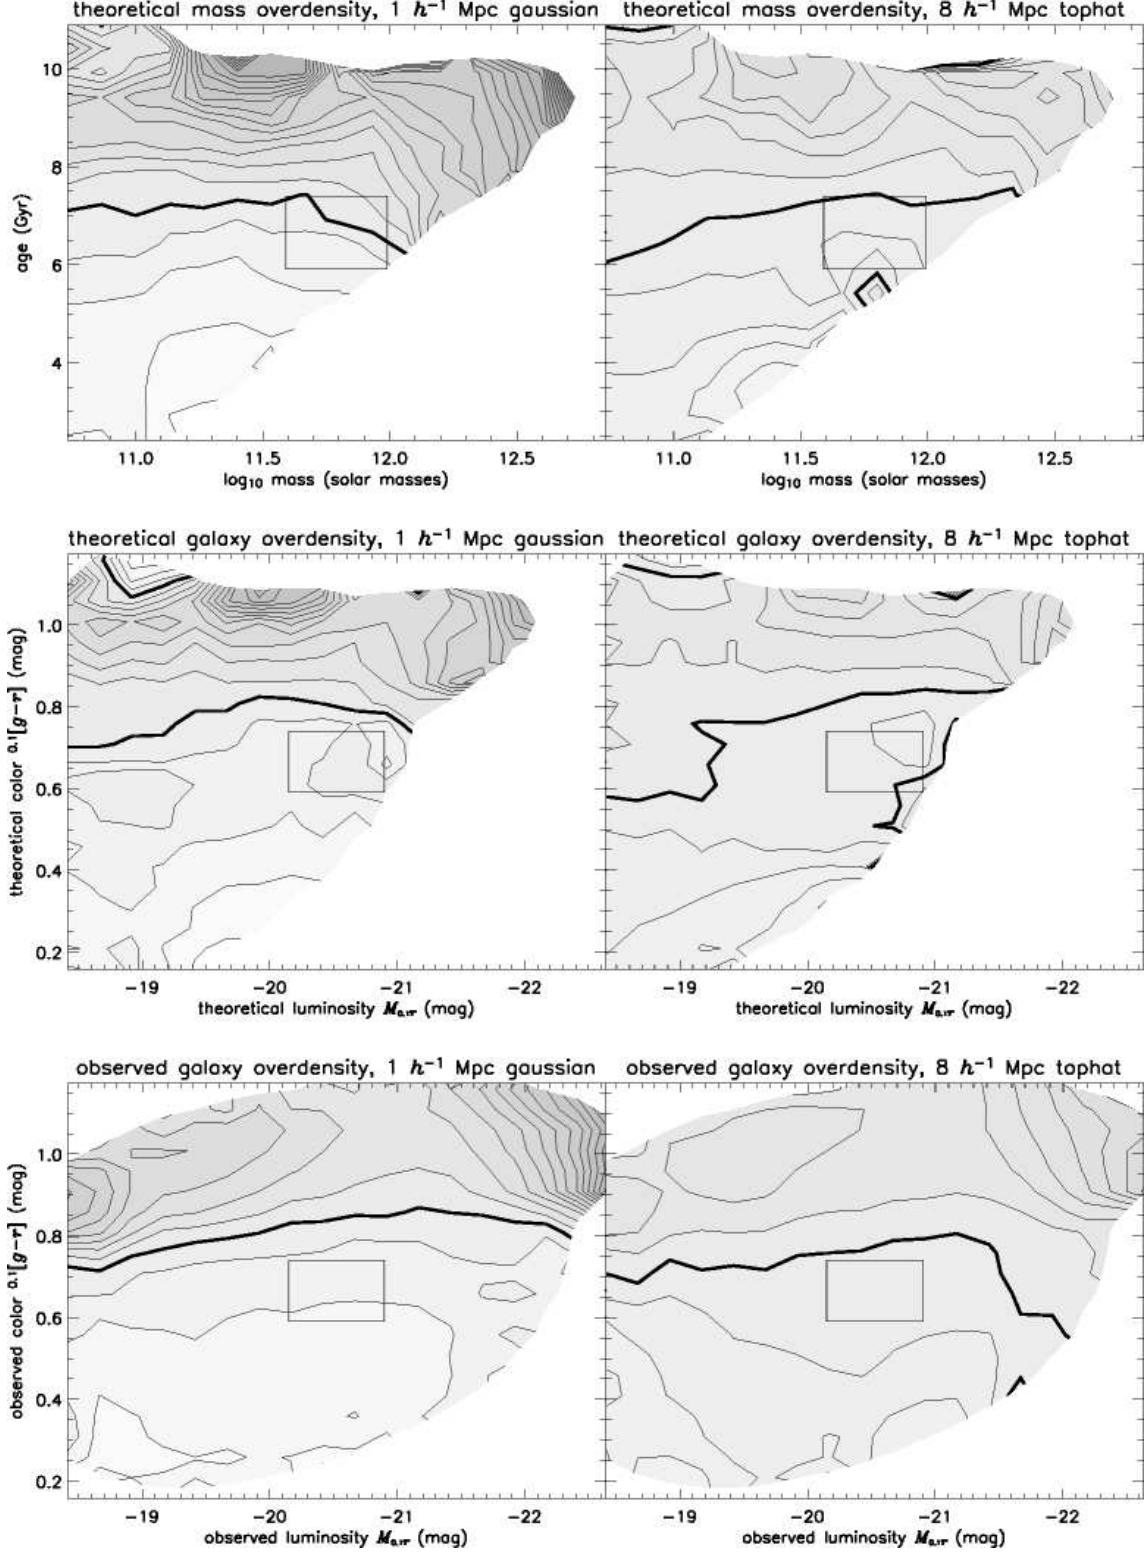 theoretical mass overdensity, 1 h⁻¹ Mpc gaussian
theoretical mass overdensity, 8 h⁻¹ Mpc tophat
10
8
6
4
age (Gyr)
11.0 11.5 12.0 12.5
11.0 11.5 12.0 12.5
log₁₀ mass (solar masses)
log₁₀ mass (solar masses)
theoretical galaxy overdensity, 1 h⁻¹ Mpc gaussian
theoretical galaxy overdensity, 8 h⁻¹ Mpc tophat
1.0
0.8
0.6
0.4
0.2
theoretical color ⁰·¹[g−r] (mag)
−19 −20 −21 −22
−19 −20 −21 −22
theoretical luminosity M₀.₁ᵣ (mag)
theoretical luminosity M₀.₁ᵣ (mag)
observed galaxy overdensity, 1 h⁻¹ Mpc gaussian
observed galaxy overdensity, 8 h⁻¹ Mpc tophat
1.0
0.8
0.6
0.4
0.2
observed color ⁰·¹[g−r] (mag)
−19 −20 −21 −22
−19 −20 −21 −22
observed luminosity M₀.₁ᵣ (mag)
observed luminosity M₀.₁ᵣ (mag)